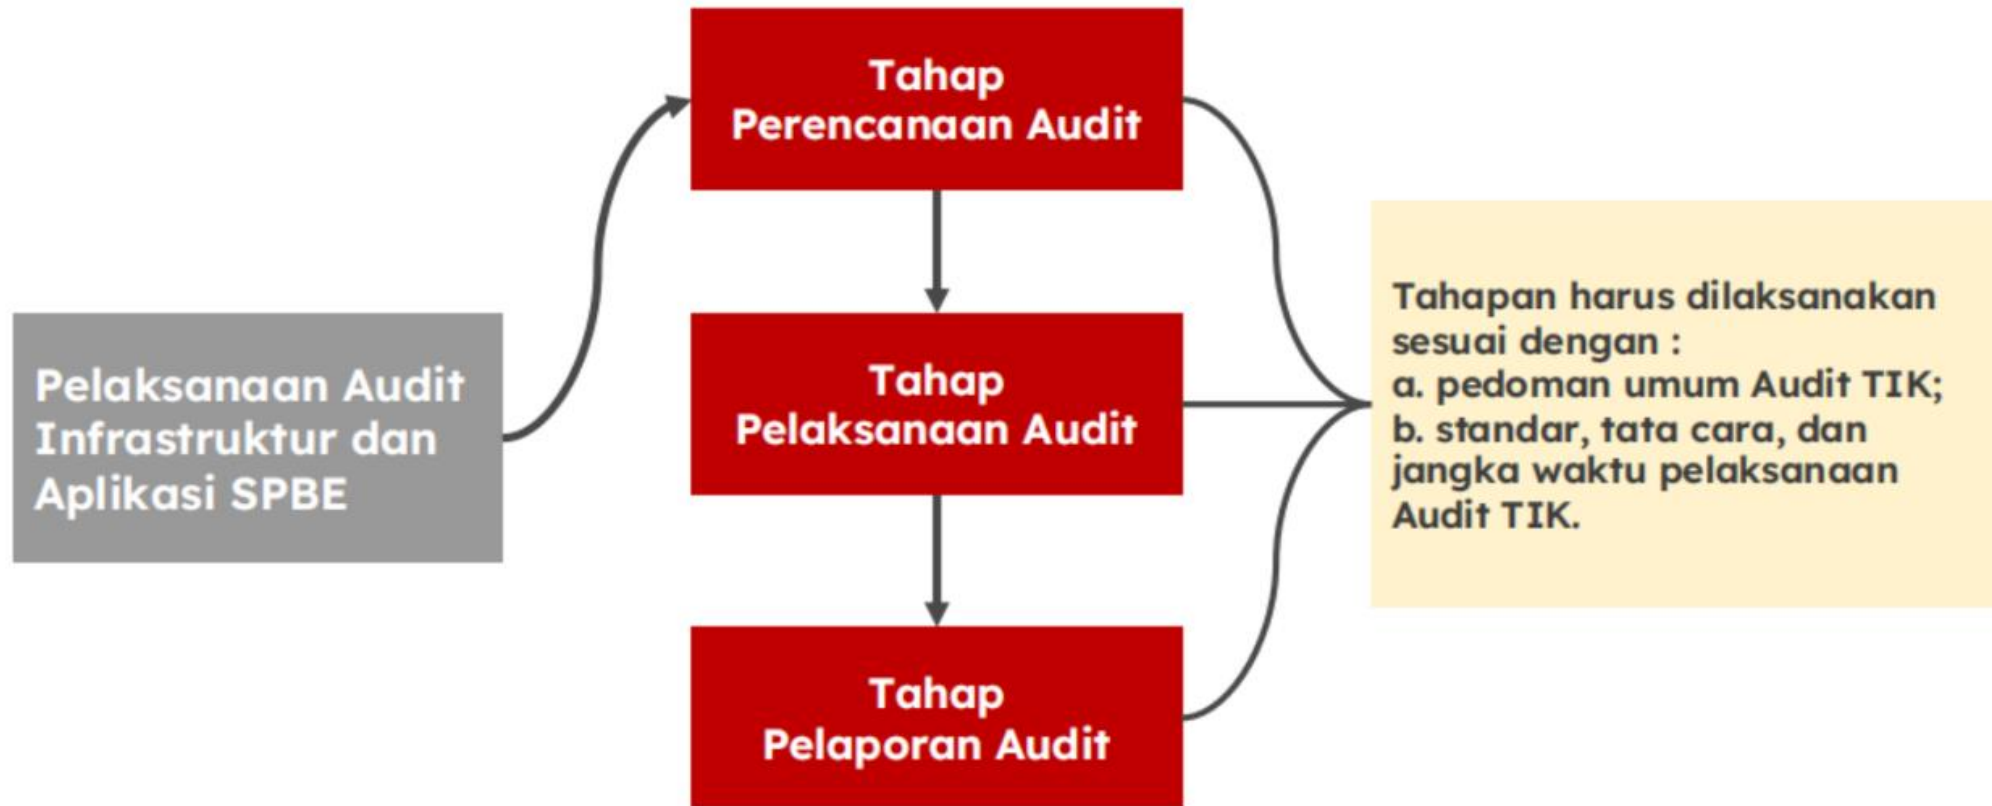 Pelaksanaan Audit
Infrastruktur dan
Aplikasi SPBE
Tahap
Perencanaan Audit
Tahap
Pelaksanaan Audit
Tahap
Pelaporan Audit
Tahapan harus dilaksanakan
sesuai dengan :
a. pedoman umum Audit TIK;
b. standar, tata cara, dan
jangka waktu pelaksanaan
Audit TIK.